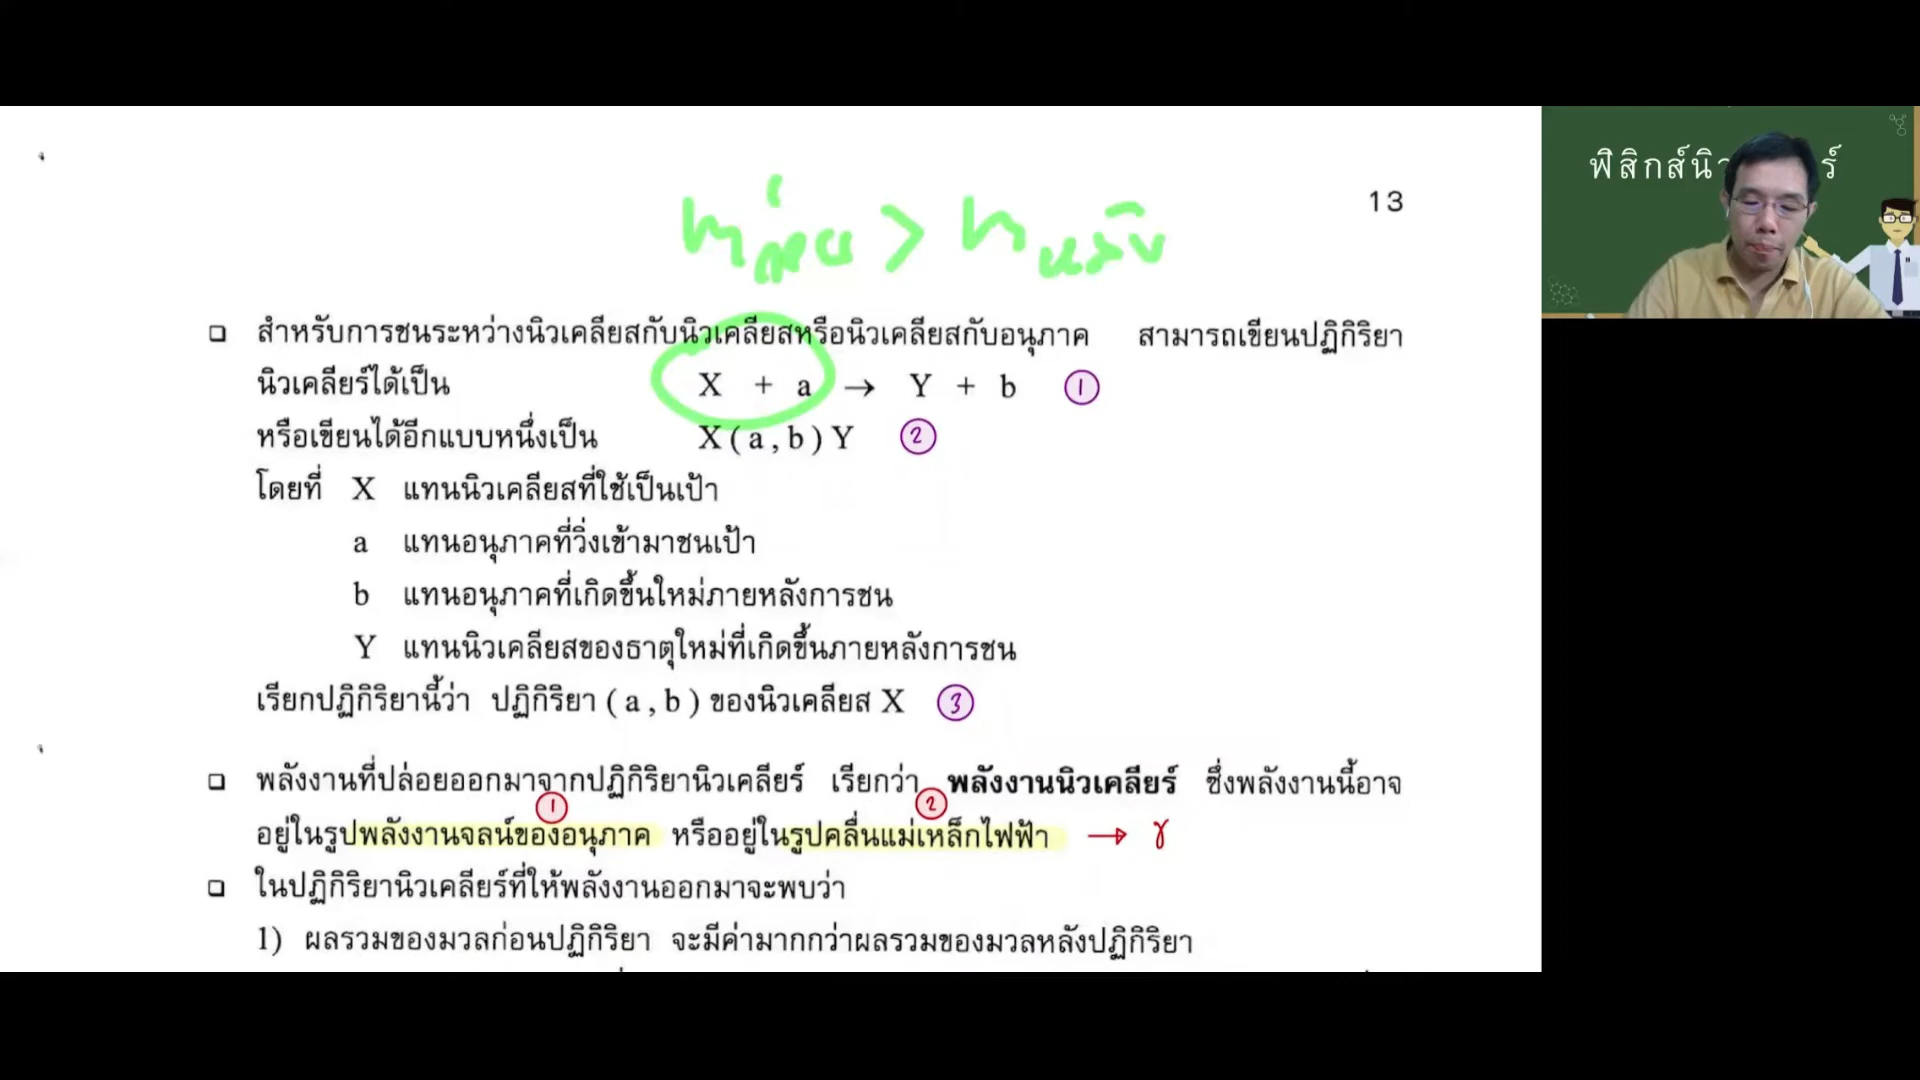 13
m ก่อน > m หลัง
❑ สำหรับการชนระหว่างนิวเคลียสกับนิวเคลียสหรือนิวเคลียสกับอนุภาค สามารถเขียนปฏิกิริยา
นิวเคลียร์ได้เป็น X + a → Y + b ①
หรือเขียนได้อีกแบบหนึ่งเป็น X ( a , b ) Y ②
โดยที่ X แทนนิวเคลียสที่ใช้เป็นเป้า
a แทนอนุภาคที่วิ่งเข้ามาชนเป้า
b แทนอนุภาคที่เกิดขึ้นใหม่ภายหลังการชน
Y แทนนิวเคลียสของธาตุใหม่ที่เกิดขึ้นภายหลังการชน
เรียกปฏิกิริยานี้ว่า ปฏิกิริยา ( a , b ) ของนิวเคลียส X ③
❑ พลังงานที่ปล่อยออกมาจากปฏิกิริยานิวเคลียร์ เรียกว่า พลังงานนิวเคลียร์ ซึ่งพลังงานนี้อาจ
① ②
อยู่ในรูปพลังงานจลน์ของอนุภาค หรืออยู่ในรูปคลื่นแม่เหล็กไฟฟ้า → γ
❑ ในปฏิกิริยานิวเคลียร์ที่ให้พลังงานออกมาจะพบว่า
1) ผลรวมของมวลก่อนปฏิกิริยา จะมีค่ามากกว่าผลรวมของมวลหลังปฏิกิริยา